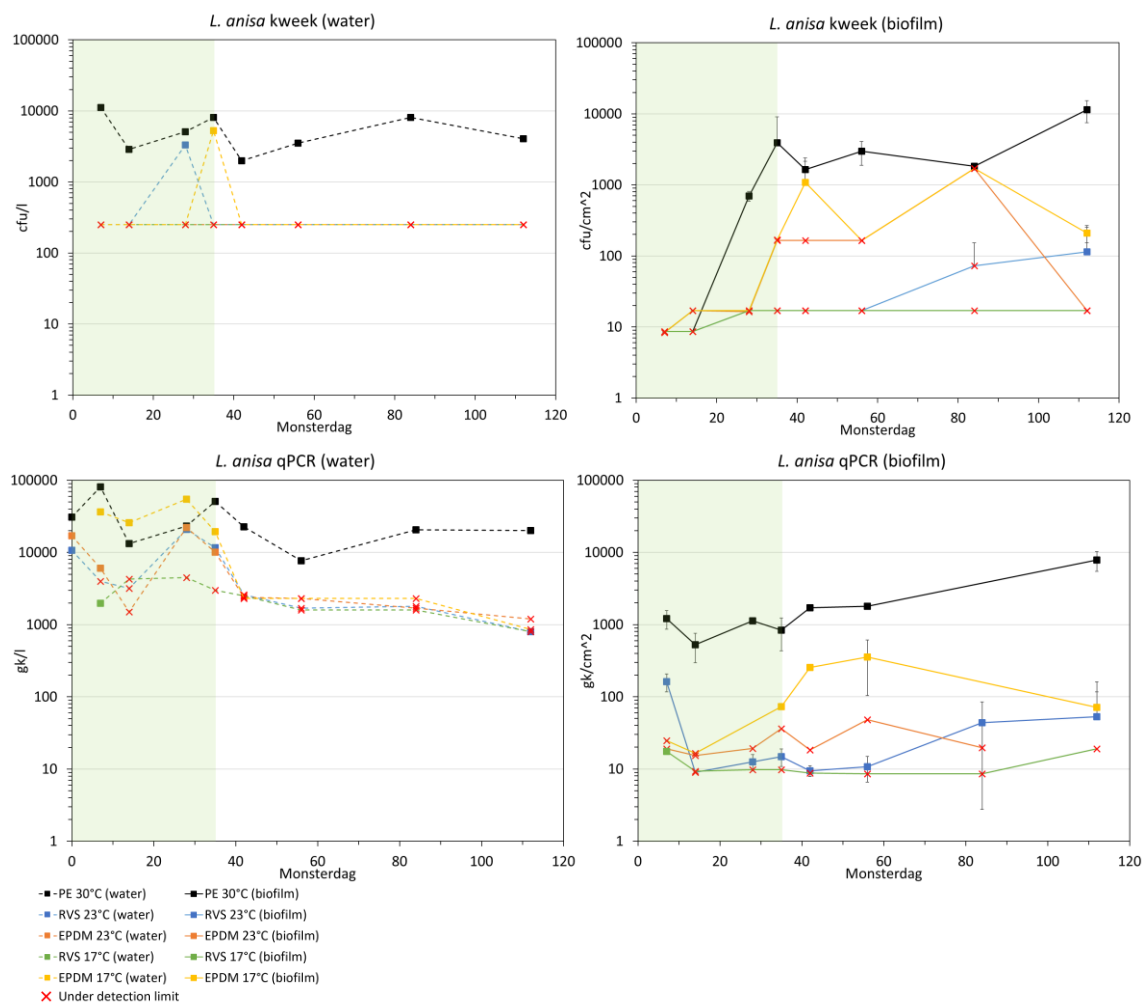 L. anisa kweek (water)
100000
10000
1000
100
10
1
cfu/l
0 20 40 60 80 100 120
Monsterdag
L. anisa kweek (biofilm)
100000
10000
1000
100
10
1
cfu/cm^2
0 20 40 60 80 100 120
Monsterdag
L. anisa qPCR (water)
100000
10000
1000
100
10
1
gk/l
0 20 40 60 80 100 120
Monsterdag
L. anisa qPCR (biofilm)
100000
10000
1000
100
10
1
gk/cm^2
0 20 40 60 80 100 120
Monsterdag
PE 30°C (water) PE 30°C (biofilm)
RVS 23°C (water) RVS 23°C (biofilm)
EPDM 23°C (water) EPDM 23°C (biofilm)
RVS 17°C (water) RVS 17°C (biofilm)
EPDM 17°C (water) EPDM 17°C (biofilm)
Under detection limit